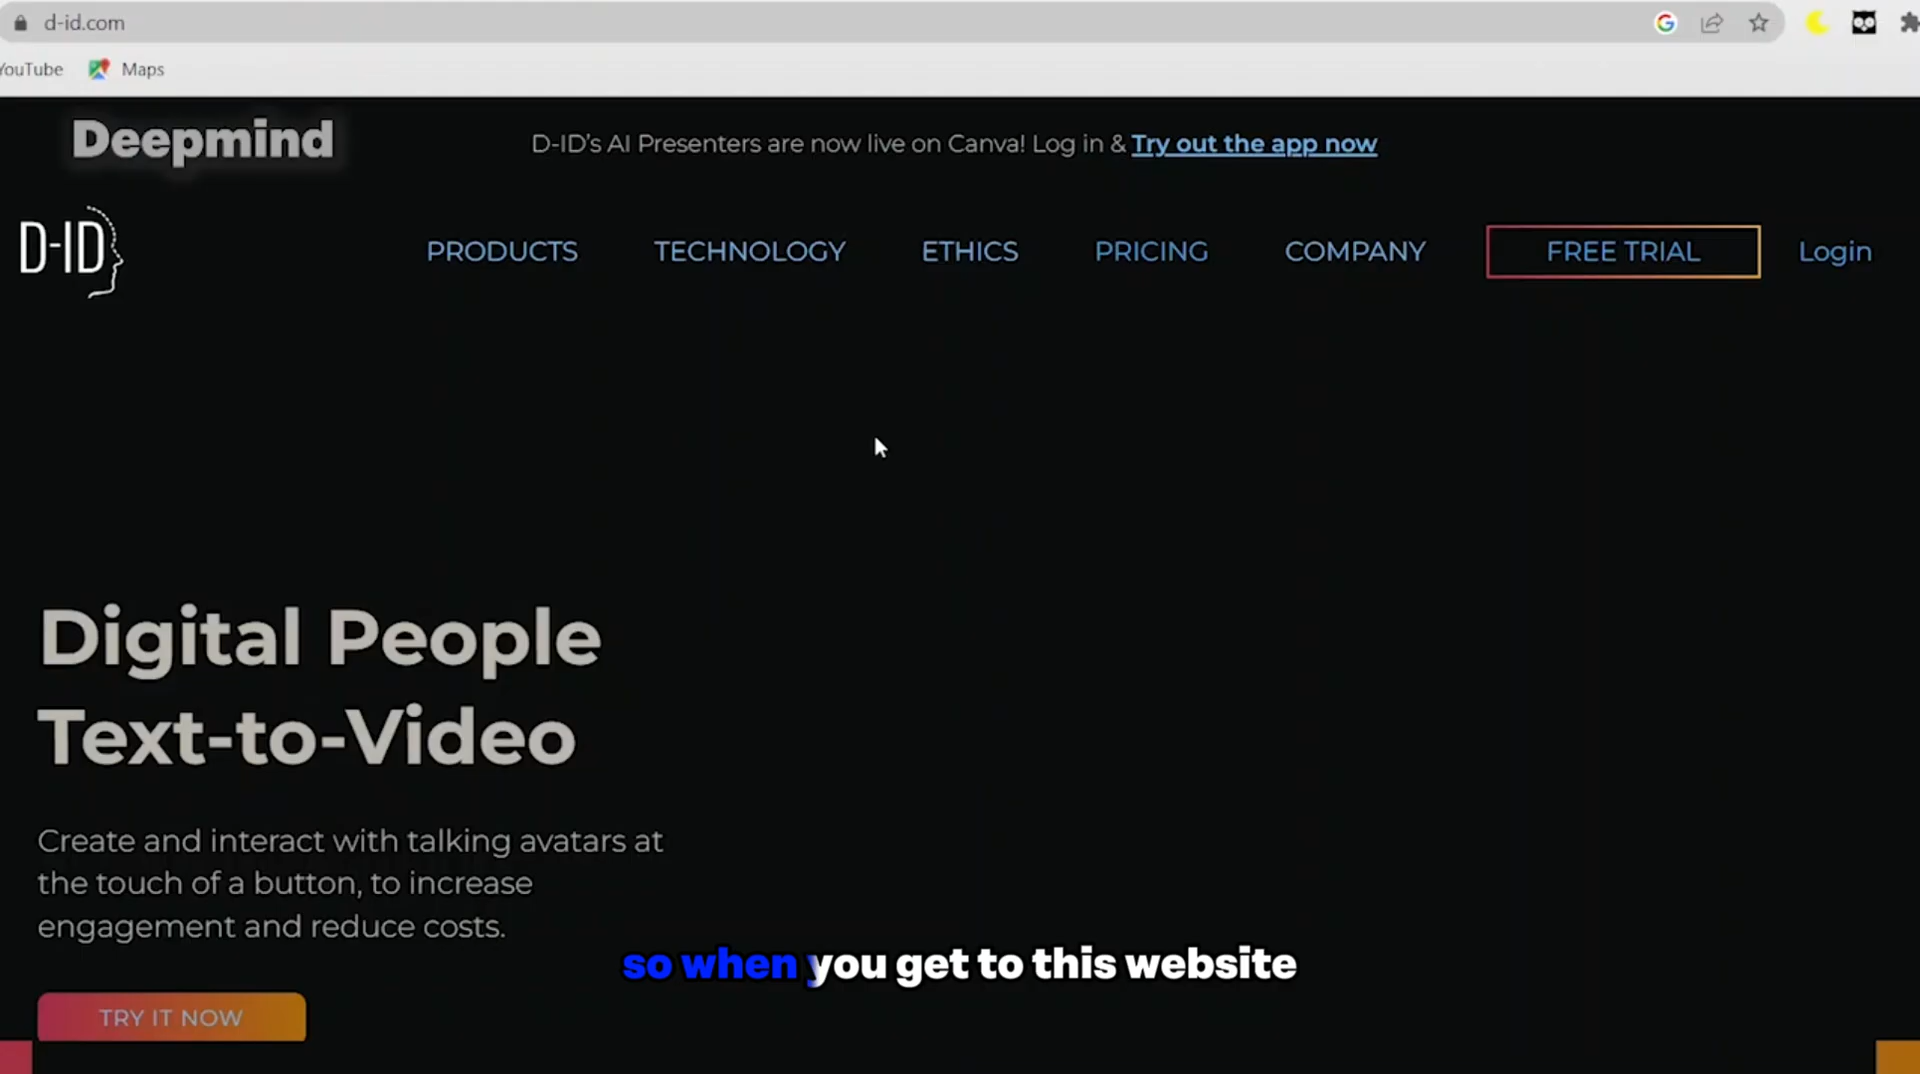 d-id.com
YouTube Maps
Deepmind
D-ID's AI Presenters are now live on Canva! Log in & Try out the app now
D-ID
PRODUCTS TECHNOLOGY ETHICS PRICING COMPANY FREE TRIAL Login
Digital People
Text-to-Video
Create and interact with talking avatars at
the touch of a button, to increase
engagement and reduce costs.
so when you get to this website
TRY IT NOW